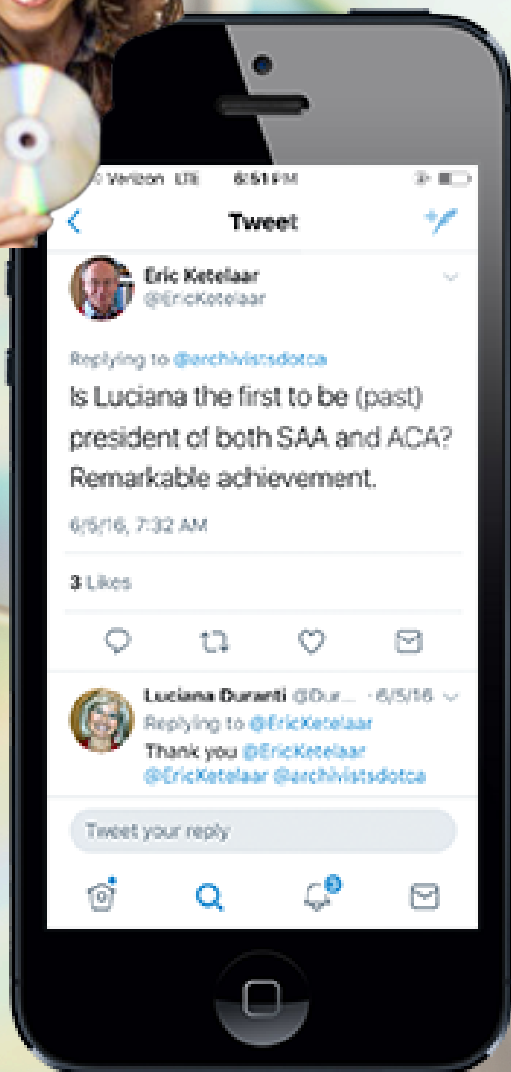 Verizon LTE 6:51 PM
Tweet
Eric Ketelaar
@EricKetelaar
Replying to @archivistsdotca
Is Luciana the first to be (past)
president of both SAA and ACA?
Remarkable achievement.
6/5/16, 7:32 AM
3 Likes
Luciana Duranti @Dur... · 6/5/16
Replying to @EricKetelaar
Thank you @EricKetelaar
@EricKetelaar @archivistsdotca
Tweet your reply